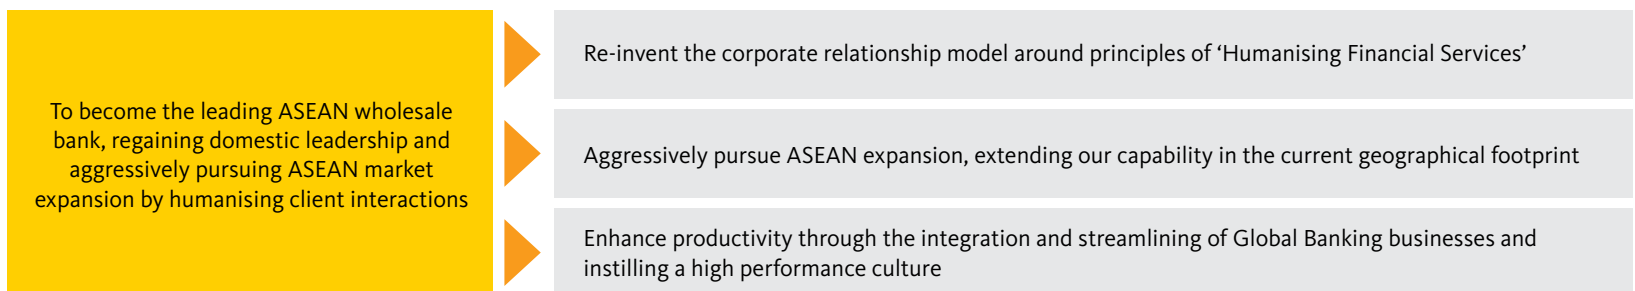 To become the leading ASEAN wholesale
bank, regaining domestic leadership and
aggressively pursuing ASEAN market
expansion by humanising client interactions
Re-invent the corporate relationship model around principles of ‘Humanising Financial Services’
Aggressively pursue ASEAN expansion, extending our capability in the current geographical footprint
Enhance productivity through the integration and streamlining of Global Banking businesses and
instilling a high performance culture